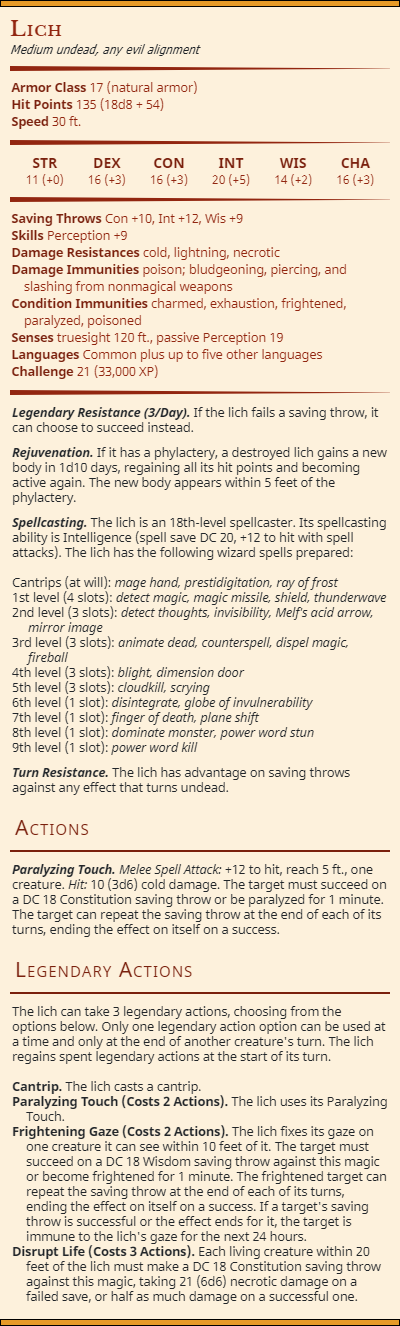 Lich
Medium undead, any evil alignment
Armor Class 17 (natural armor)
Hit Points 135 (18d8 + 54)
Speed 30 ft.
STR DEX CON INT WIS CHA
11 (+0) 16 (+3) 16 (+3) 20 (+5) 14 (+2) 16 (+3)
Saving Throws Con +10, Int +12, Wis +9
Skills Perception +9
Damage Resistances cold, lightning, necrotic
Damage Immunities poison; bludgeoning, piercing, and
slashing from nonmagical weapons
Condition Immunities charmed, exhaustion, frightened,
paralyzed, poisoned
Senses truesight 120 ft., passive Perception 19
Languages Common plus up to five other languages
Challenge 21 (33,000 XP)
Legendary Resistance (3/Day). If the lich fails a saving throw, it
can choose to succeed instead.
Rejuvenation. If it has a phylactery, a destroyed lich gains a new
body in 1d10 days, regaining all its hit points and becoming
active again. The new body appears within 5 feet of the
phylactery.
Spellcasting. The lich is an 18th-level spellcaster. Its spellcasting
ability is Intelligence (spell save DC 20, +12 to hit with spell
attacks). The lich has the following wizard spells prepared:
Cantrips (at will): mage hand, prestidigitation, ray of frost
1st level (4 slots): detect magic, magic missile, shield, thunderwave
2nd level (3 slots): detect thoughts, invisibility, Melf's acid arrow,
mirror image
3rd level (3 slots): animate dead, counterspell, dispel magic,
fireball
4th level (3 slots): blight, dimension door
5th level (3 slots): cloudkill, scrying
6th level (1 slot): disintegrate, globe of invulnerability
7th level (1 slot): finger of death, plane shift
8th level (1 slot): dominate monster, power word stun
9th level (1 slot): power word kill
Turn Resistance. The lich has advantage on saving throws
against any effect that turns undead.
Actions
Paralyzing Touch. Melee Spell Attack: +12 to hit, reach 5 ft., one
creature. Hit: 10 (3d6) cold damage. The target must succeed on
a DC 18 Constitution saving throw or be paralyzed for 1 minute.
The target can repeat the saving throw at the end of each of its
turns, ending the effect on itself on a success.
Legendary Actions
The lich can take 3 legendary actions, choosing from the
options below. Only one legendary action option can be used at
a time and only at the end of another creature's turn. The lich
regains spent legendary actions at the start of its turn.
Cantrip. The lich casts a cantrip.
Paralyzing Touch (Costs 2 Actions). The lich uses its Paralyzing
Touch.
Frightening Gaze (Costs 2 Actions). The lich fixes its gaze on
one creature it can see within 10 feet of it. The target must
succeed on a DC 18 Wisdom saving throw against this magic
or become frightened for 1 minute. The frightened target can
repeat the saving throw at the end of each of its turns,
ending the effect on itself on a success. If a target's saving
throw is successful or the effect ends for it, the target is
immune to the lich's gaze for the next 24 hours.
Disrupt Life (Costs 3 Actions). Each living creature within 20
feet of the lich must make a DC 18 Constitution saving throw
against this magic, taking 21 (6d6) necrotic damage on a
failed save, or half as much damage on a successful one.